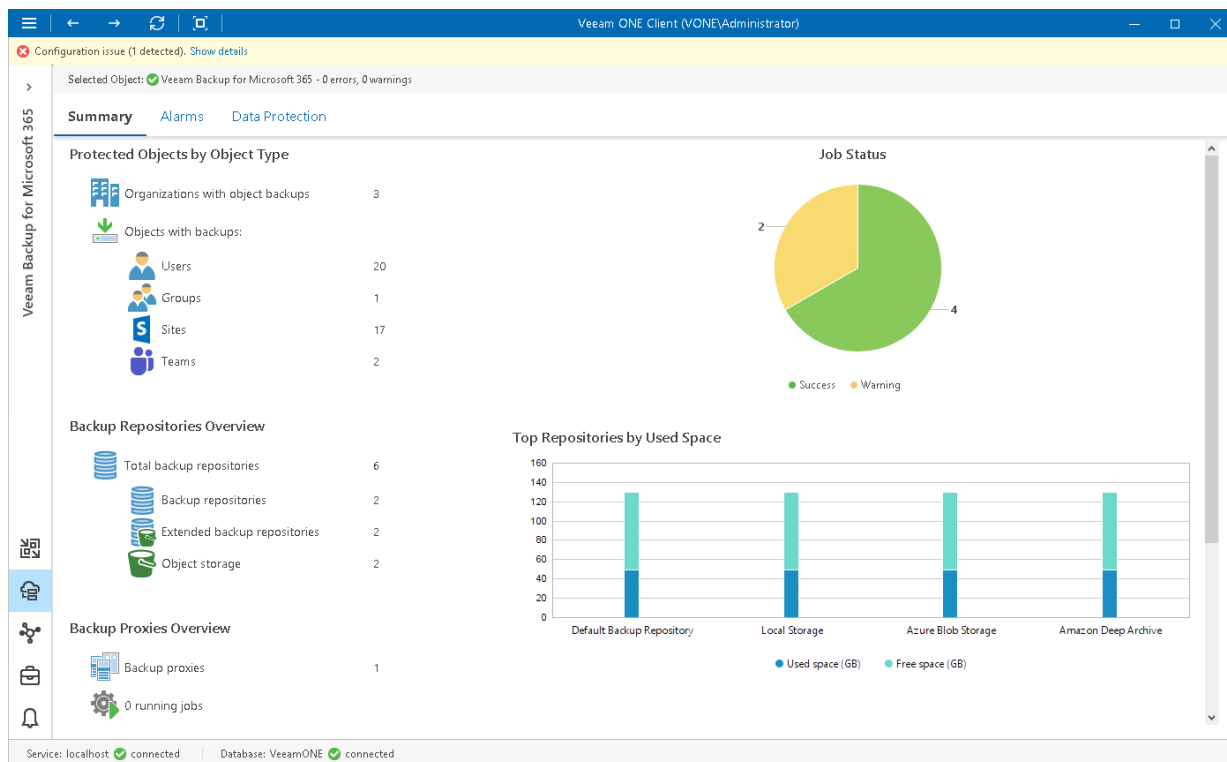 Veeam ONE Client (VONE\Administrator)
Configuration issue (1 detected). Show details
Selected Object: Veeam Backup for Microsoft 365 - 0 errors, 0 warnings
Veeam Backup for Microsoft 365
Summary Alarms Data Protection
Protected Objects by Object Type
Organizations with object backups 3
Objects with backups:
Users 20
Groups 1
Sites 17
Teams 2
Job Status
2
4
Success Warning
Backup Repositories Overview
Total backup repositories 6
Backup repositories 2
Extended backup repositories 2
Object storage 2
Top Repositories by Used Space
160
140
120
100
80
60
40
20
0
Default Backup Repository Local Storage Azure Blob Storage Amazon Deep Archive
Used space (GB) Free space (GB)
Backup Proxies Overview
Backup proxies 1
0 running jobs
Service: localhost connected Database: VeeamONE connected